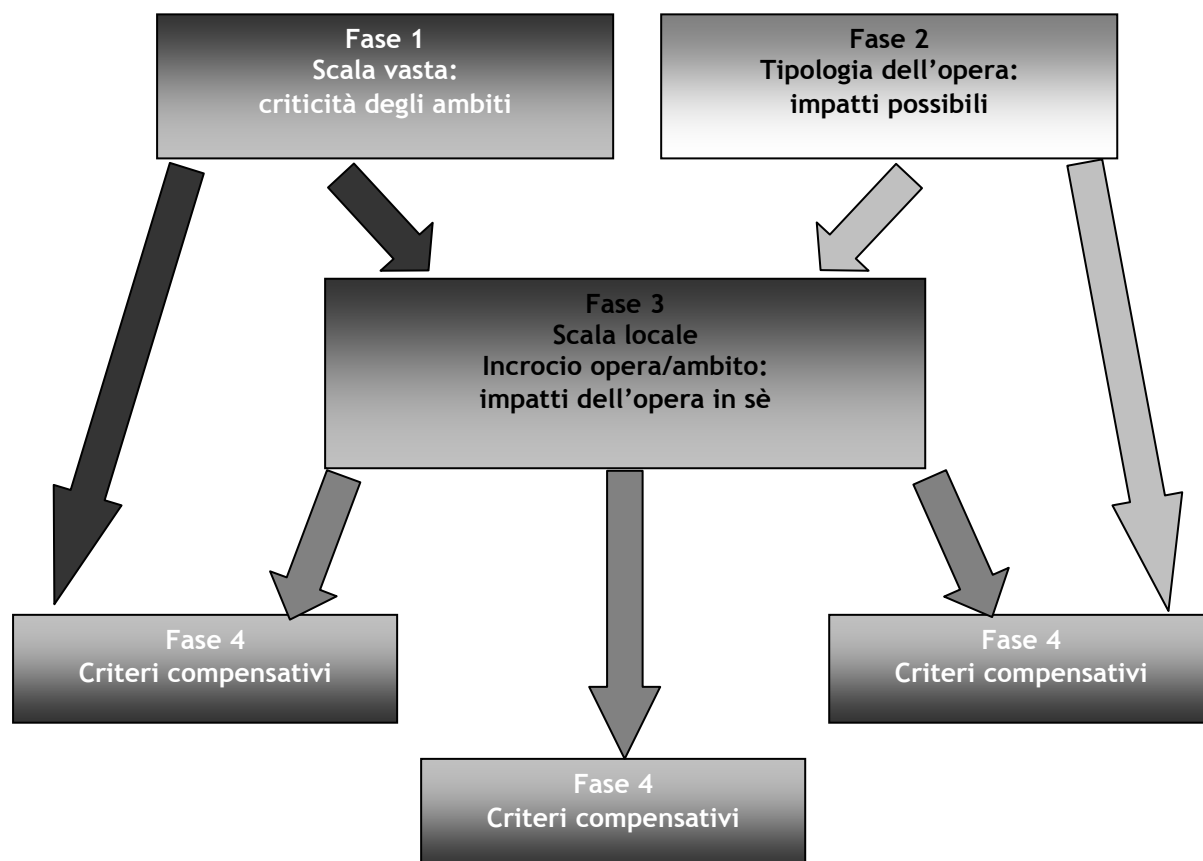 Fase 1
Scala vasta:
criticità degli ambiti
Fase 2
Tipologia dell’opera:
impatti possibili
Fase 3
Scala locale
Incrocio opera/ambito:
impatti dell’opera in sè
Fase 4
Criteri compensativi
Fase 4
Criteri compensativi
Fase 4
Criteri compensativi